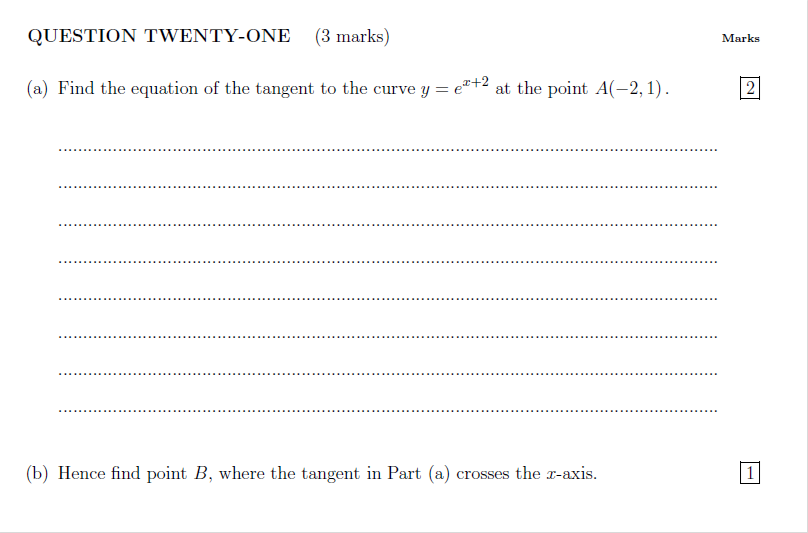 QUESTION TWENTY-ONE (3 marks) Marks
(a) Find the equation of the tangent to the curve y = e^{x+2} at the point A(−2, 1). 2
................................................................................
................................................................................
................................................................................
................................................................................
................................................................................
................................................................................
................................................................................
................................................................................
(b) Hence find point B, where the tangent in Part (a) crosses the x-axis. 1